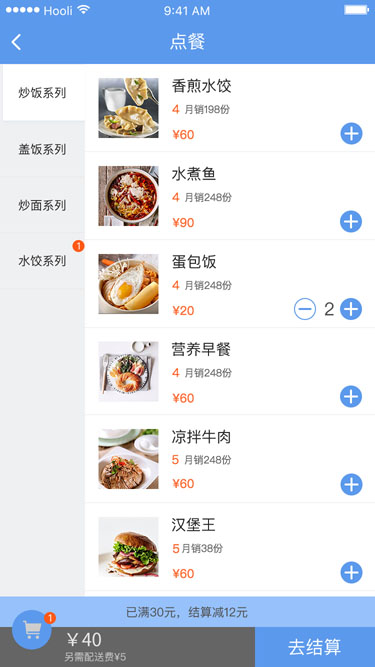 Hooli 9:41 AM
点餐
炒饭系列
盖饭系列
炒面系列
水饺系列
1
香煎水饺
4 月销198份
¥60
水煮鱼
4 月销248份
¥90
蛋包饭
4 月销248份
¥20
2
营养早餐
4 月销248份
¥60
凉拌牛肉
5 月销248份
¥60
汉堡王
5 月销38份
¥60
已满30元，结算减12元
1
￥40
另需配送费¥5
去结算